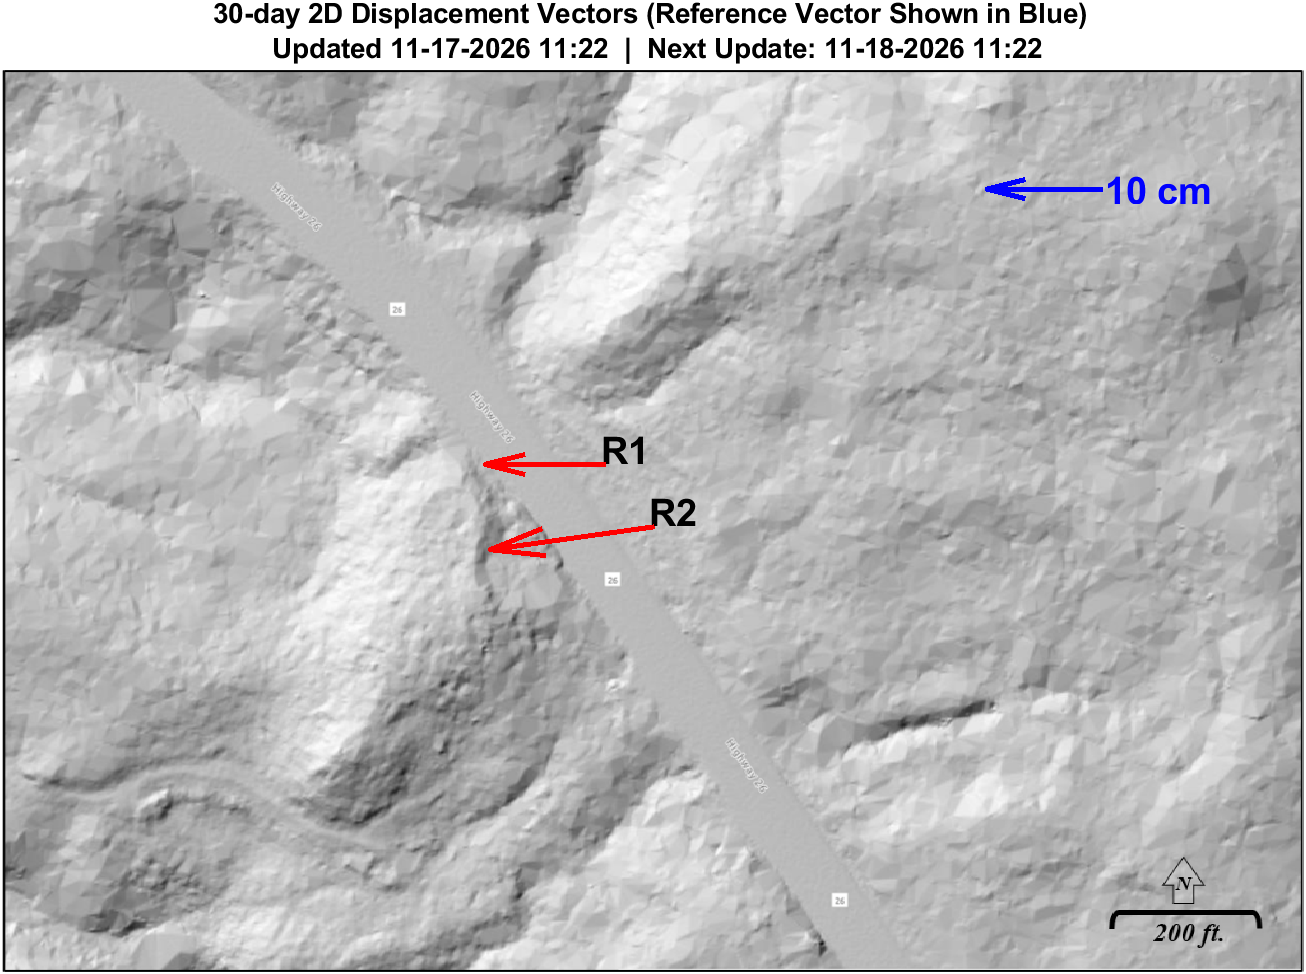 30-day 2D Displacement Vectors (Reference Vector Shown in Blue)
Updated 11-17-2026 11:22 | Next Update: 11-18-2026 11:22
10 cm
Highway 26
26
Highway 26
R1
R2
26
Highway 26
N
26
200 ft.